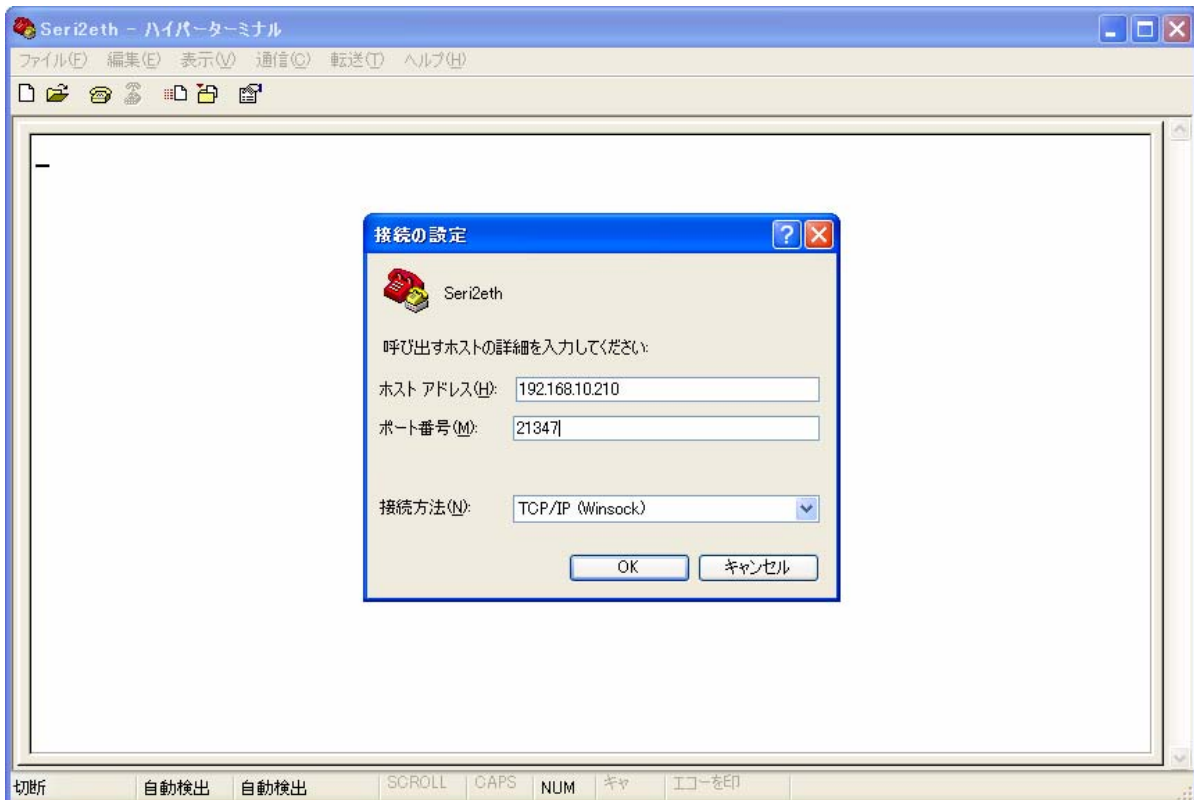 Seri2eth - ハイパーターミナル
ファイル(F) 編集(E) 表示(V) 通信(C) 転送(T) ヘルプ(H)
接続の設定
Seri2eth
呼び出すホストの詳細を入力してください:
ホスト アドレス(H): 192.168.10.210
ポート番号(M): 21347
接続方法(N): TCP/IP (Winsock)
OK キャンセル
切断 自動検出 自動検出 SCROLL CAPS NUM キャ エコーを印